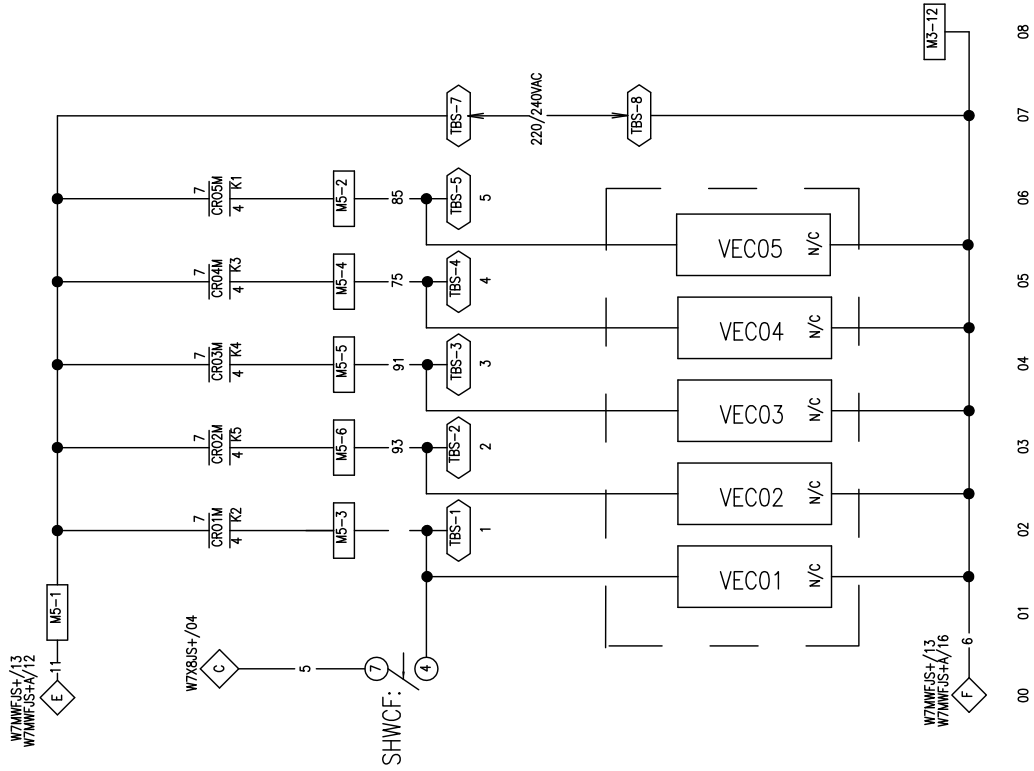 W7MWFJS+/13
W7MWFJS+A/12
E
11
M5-1
W7X8JS+/04
C
5
7
4
SHWCF:
7
CR01M
4
K2
M5-3
TBS-1
1
7
CR02M
4
K5
M5-6
93
TBS-2
2
7
CR03M
4
K4
M5-5
91
TBS-3
3
7
CR04M
4
K3
M5-4
75
TBS-4
4
7
CR05M
4
K1
M5-2
85
TBS-5
5
TBS-7
220/240VAC
TBS-8
VEC01
N/C
VEC02
N/C
VEC03
N/C
VEC04
N/C
VEC05
N/C
M3-12
W7MWFJS+/13
W7MWFJS+A/16
F
6
00
01
02
03
04
05
06
07
08